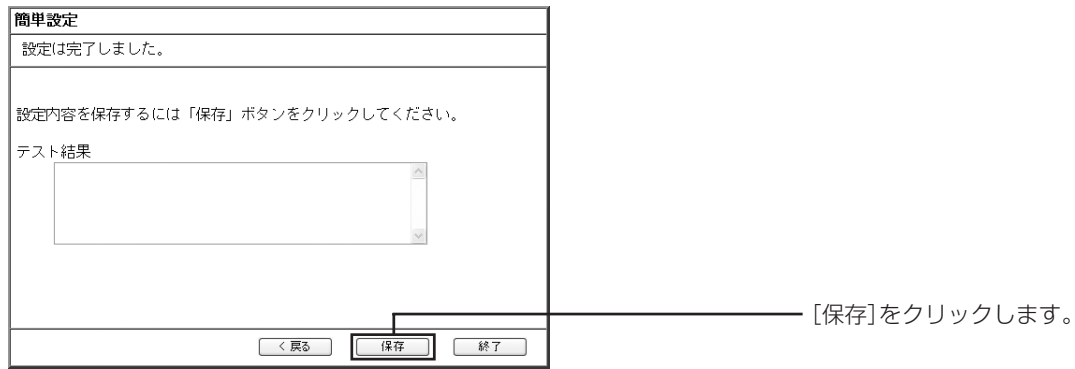 簡単設定
設定は完了しました。
設定内容を保存するには「保存」ボタンをクリックしてください。
テスト結果
[保存]をクリックします。
< 戻る 保存 終了